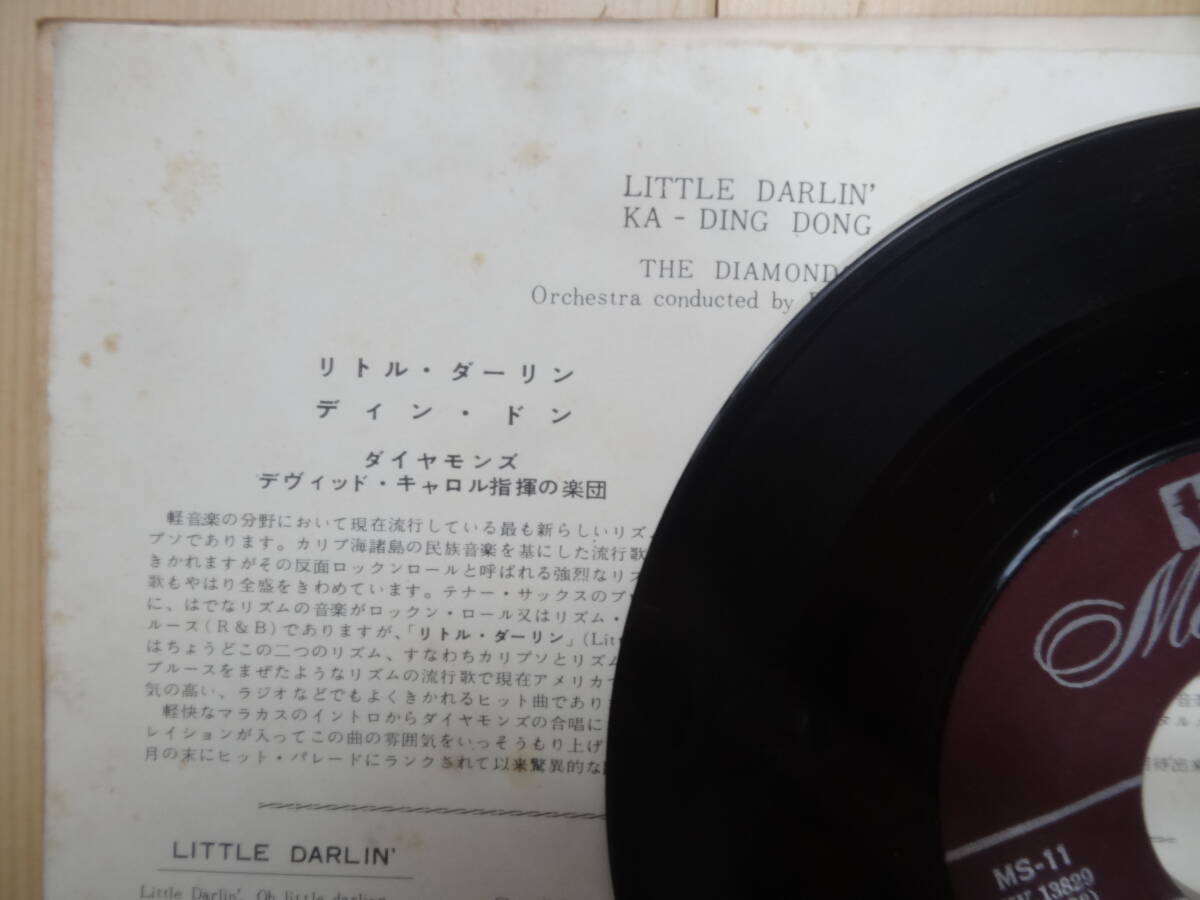 LITTLE DARLIN'
KA - DING DONG
THE DIAMOND
Orchestra conducted by
リトル・ダーリン
ディン・ドン
ダイヤモンズ
デヴィッド・キャロル指揮の楽団
軽音楽の分野において現在流行している最も新らしいリズム
プソであります。カリブ海諸島の民族音楽を基にした流行歌
きかれますがその反面ロックンロールと呼ばれる強烈なリズ
歌もやはり全盛をきわめています。テナー・サックスのブ
に、はでなリズムの音楽がロックン・ロール又はリズム・
ルーズ(R&B)でありますが、「リトル・ダーリン」(Lit
はちょうどこの二つのリズム、すなわちカリプソとリズム
ブルースをまぜたようなリズムの流行歌で現在アメリカで
気の高い、ラジオなどでもよくきかれるヒット曲であり
軽快なマラカスのイントロからダイヤモンズの合唱に
レイションが入ってこの曲の雰囲気をいっそうもり上げ
月の末にヒット・パレードにランクされて以来驚異的な
LITTLE DARLIN'
Little Darlin', Oh little darling
MS-11
13829